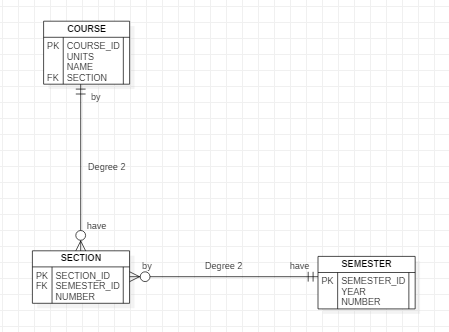 COURSE
PK COURSE_ID
UNITS
NAME
FK SECTION
by
Degree 2
have
SECTION
PK SECTION_ID
FK SEMESTER_ID
NUMBER
by
Degree 2
have
SEMESTER
PK SEMESTER_ID
YEAR
NUMBER